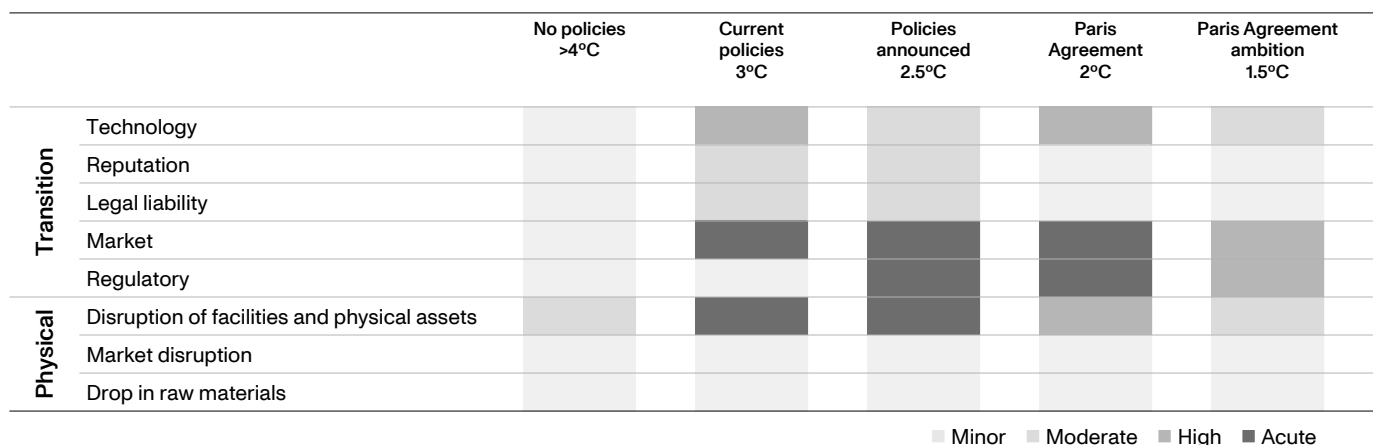 No policies
>4ºC
Current
policies
3ºC
Policies
announced
2.5ºC
Paris
Agreement
2ºC
Paris Agreement
ambition
1.5ºC
Transition
Technology
Reputation
Legal liability
Market
Regulatory
Physical
Disruption of facilities and physical assets
Market disruption
Drop in raw materials
Minor Moderate High Acute